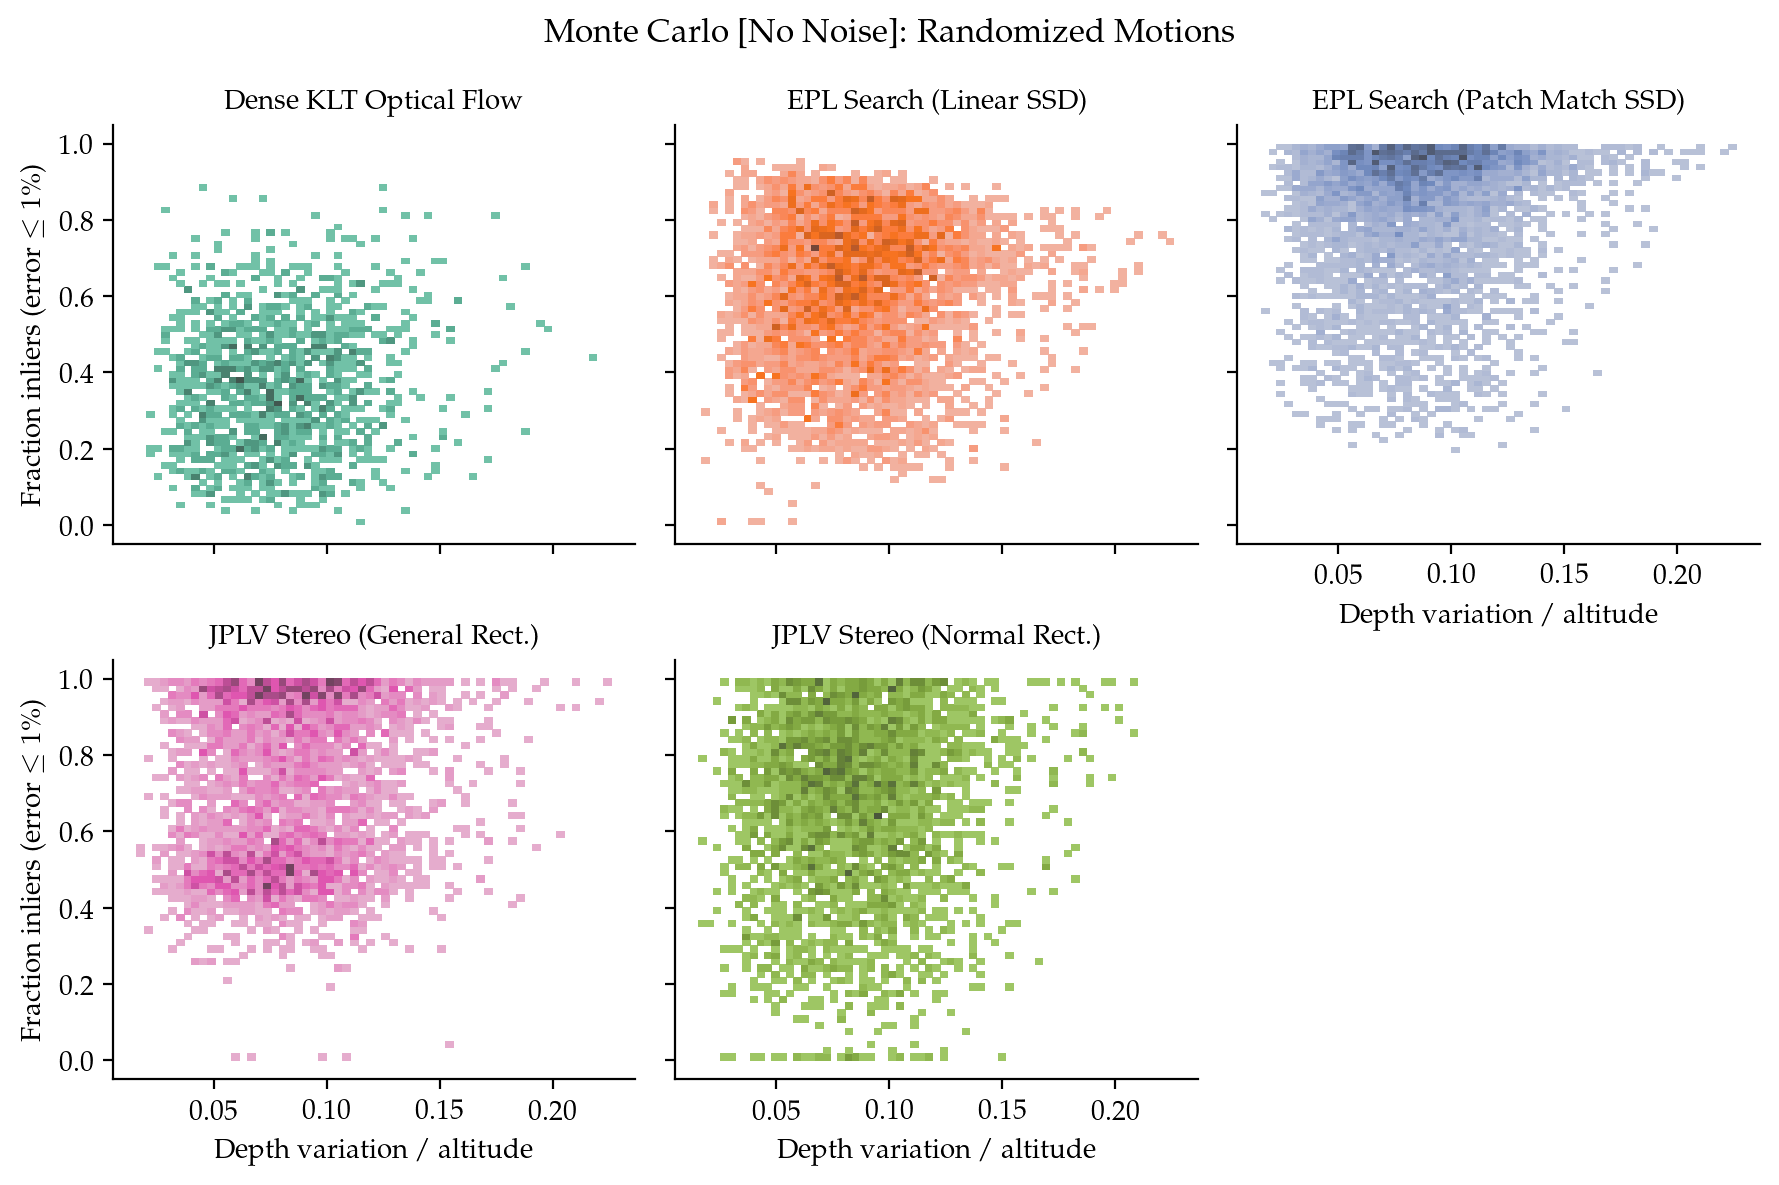 Monte Carlo [No Noise]: Randomized Motions
Dense KLT Optical Flow
EPL Search (Linear SSD)
EPL Search (Patch Match SSD)
Fraction inliers (error ≤ 1%)
1.0
0.8
0.6
0.4
0.2
0.0
0.05 0.10 0.15 0.20
Depth variation / altitude
JPLV Stereo (General Rect.)
JPLV Stereo (Normal Rect.)
Fraction inliers (error ≤ 1%)
1.0
0.8
0.6
0.4
0.2
0.0
0.05 0.10 0.15 0.20
0.05 0.10 0.15 0.20
Depth variation / altitude
Depth variation / altitude